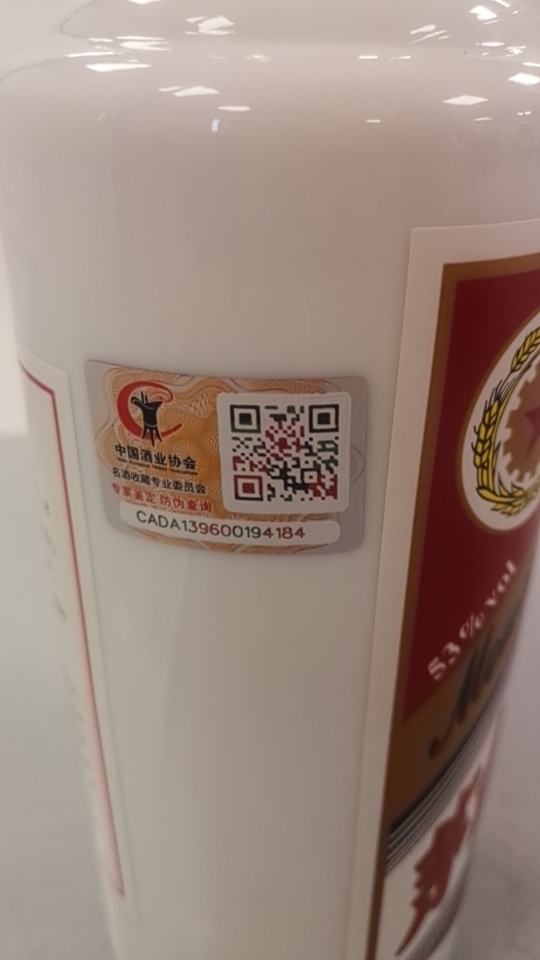 中国酒业协会
名酒收藏专业委员会
专家鉴定 防伪查询
CADA139600194184
53%vol